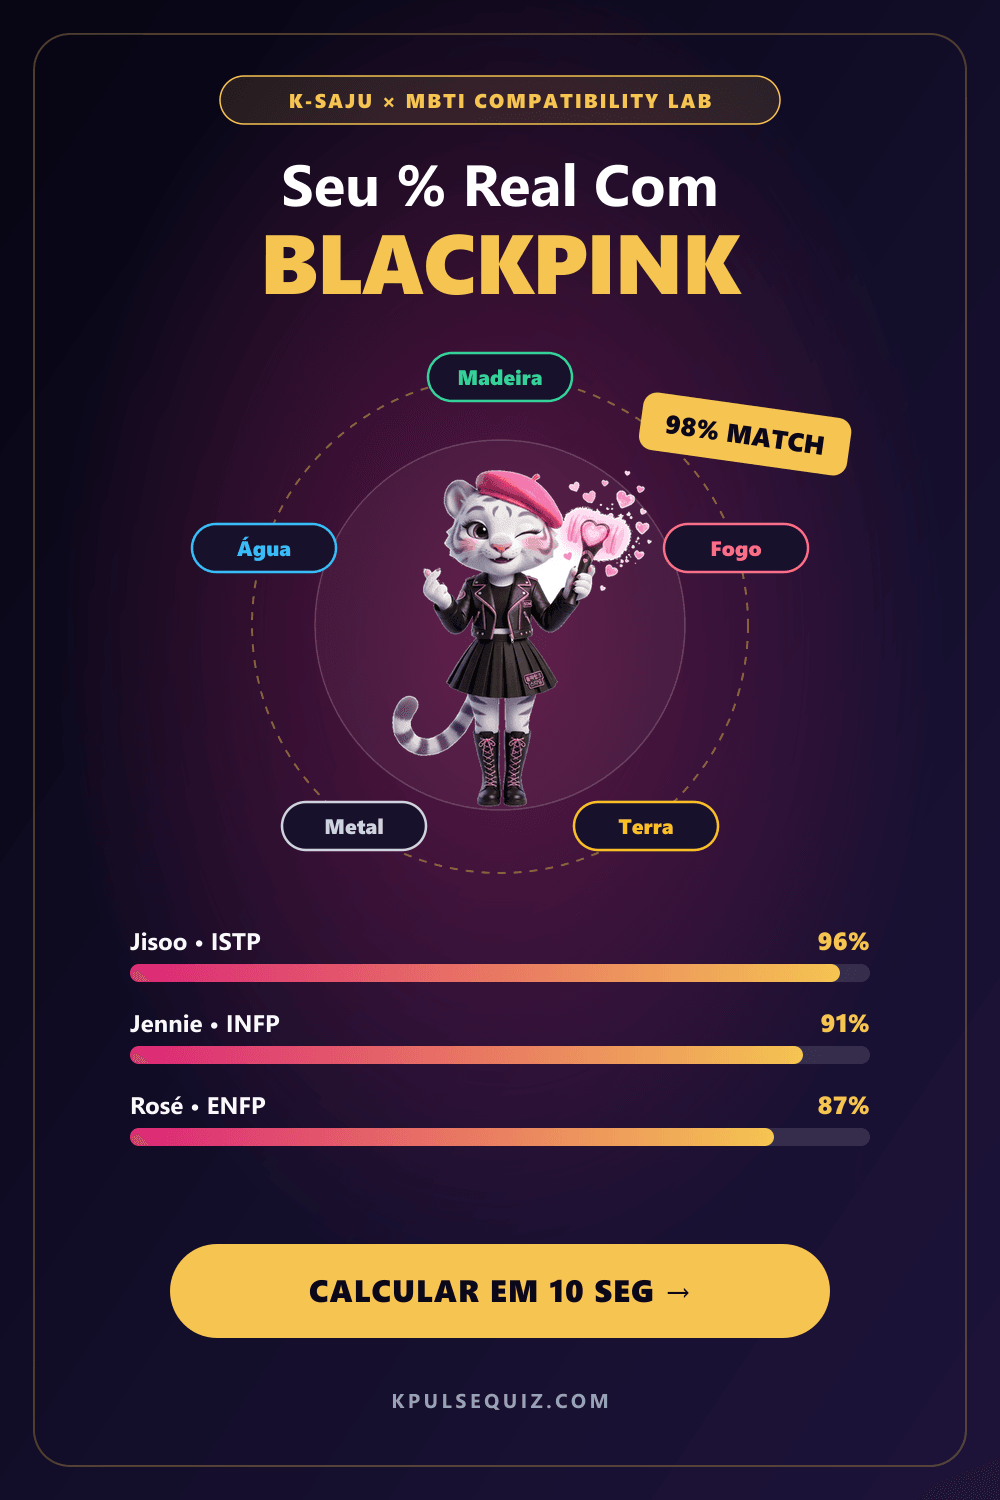 K-SAJU × MBTI COMPATIBILITY LAB
Seu % Real Com
BLACKPINK
Madeira
98% MATCH
Água
Fogo
Metal
Terra
Jisoo • ISTP 96%
Jennie • INFP 91%
Rosé • ENFP 87%
CALCULAR EM 10 SEG →
KPULSEQUIZ.COM